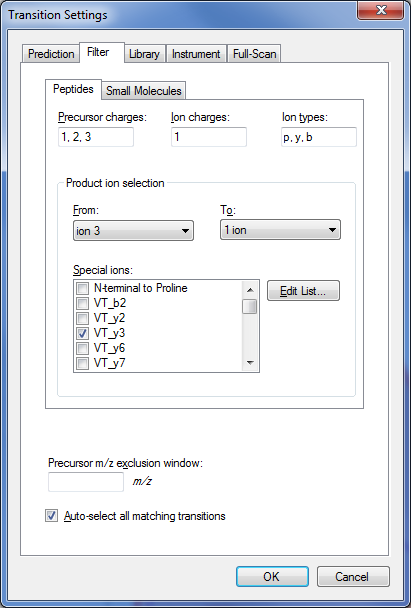 Transition Settings
Prediction Filter Library Instrument Full-Scan
Peptides Small Molecules
Precursor charges: Ion charges: Ion types:
1, 2, 3 1 p, y, b
Product ion selection
From: To:
ion 3 1 ion
Special ions:
N-terminal to Proline Edit List...
VT_b2
VT_y2
VT_y3
VT_y6
VT_y7
Precursor m/z exclusion window:
m/z
Auto-select all matching transitions
OK Cancel